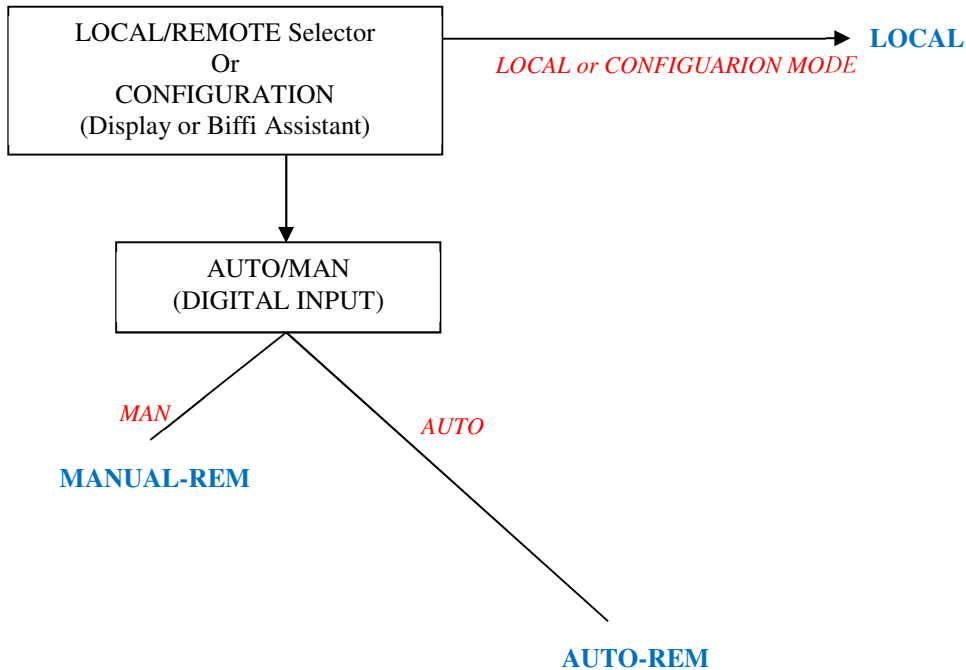 LOCAL/REMOTE Selector
Or
CONFIGURATION
(Display or Biffi Assistant)
LOCAL
LOCAL or CONFIGUARION MODE
AUTO/MAN
(DIGITAL INPUT)
MAN
AUTO
MANUAL-REM
AUTO-REM